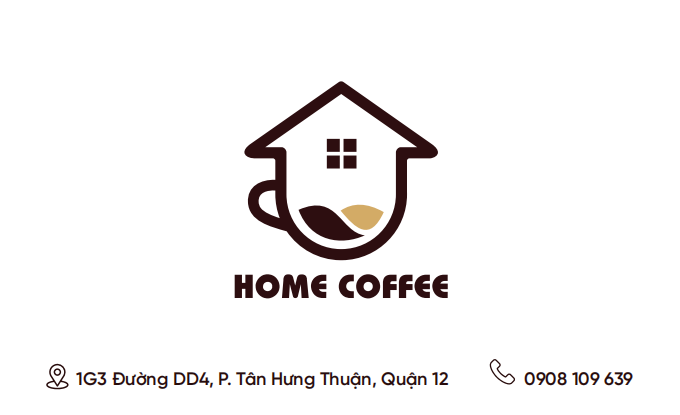 HOME COFFEE
1G3 Đường DD4, P. Tân Hưng Thuận, Quận 12
0908 109 639